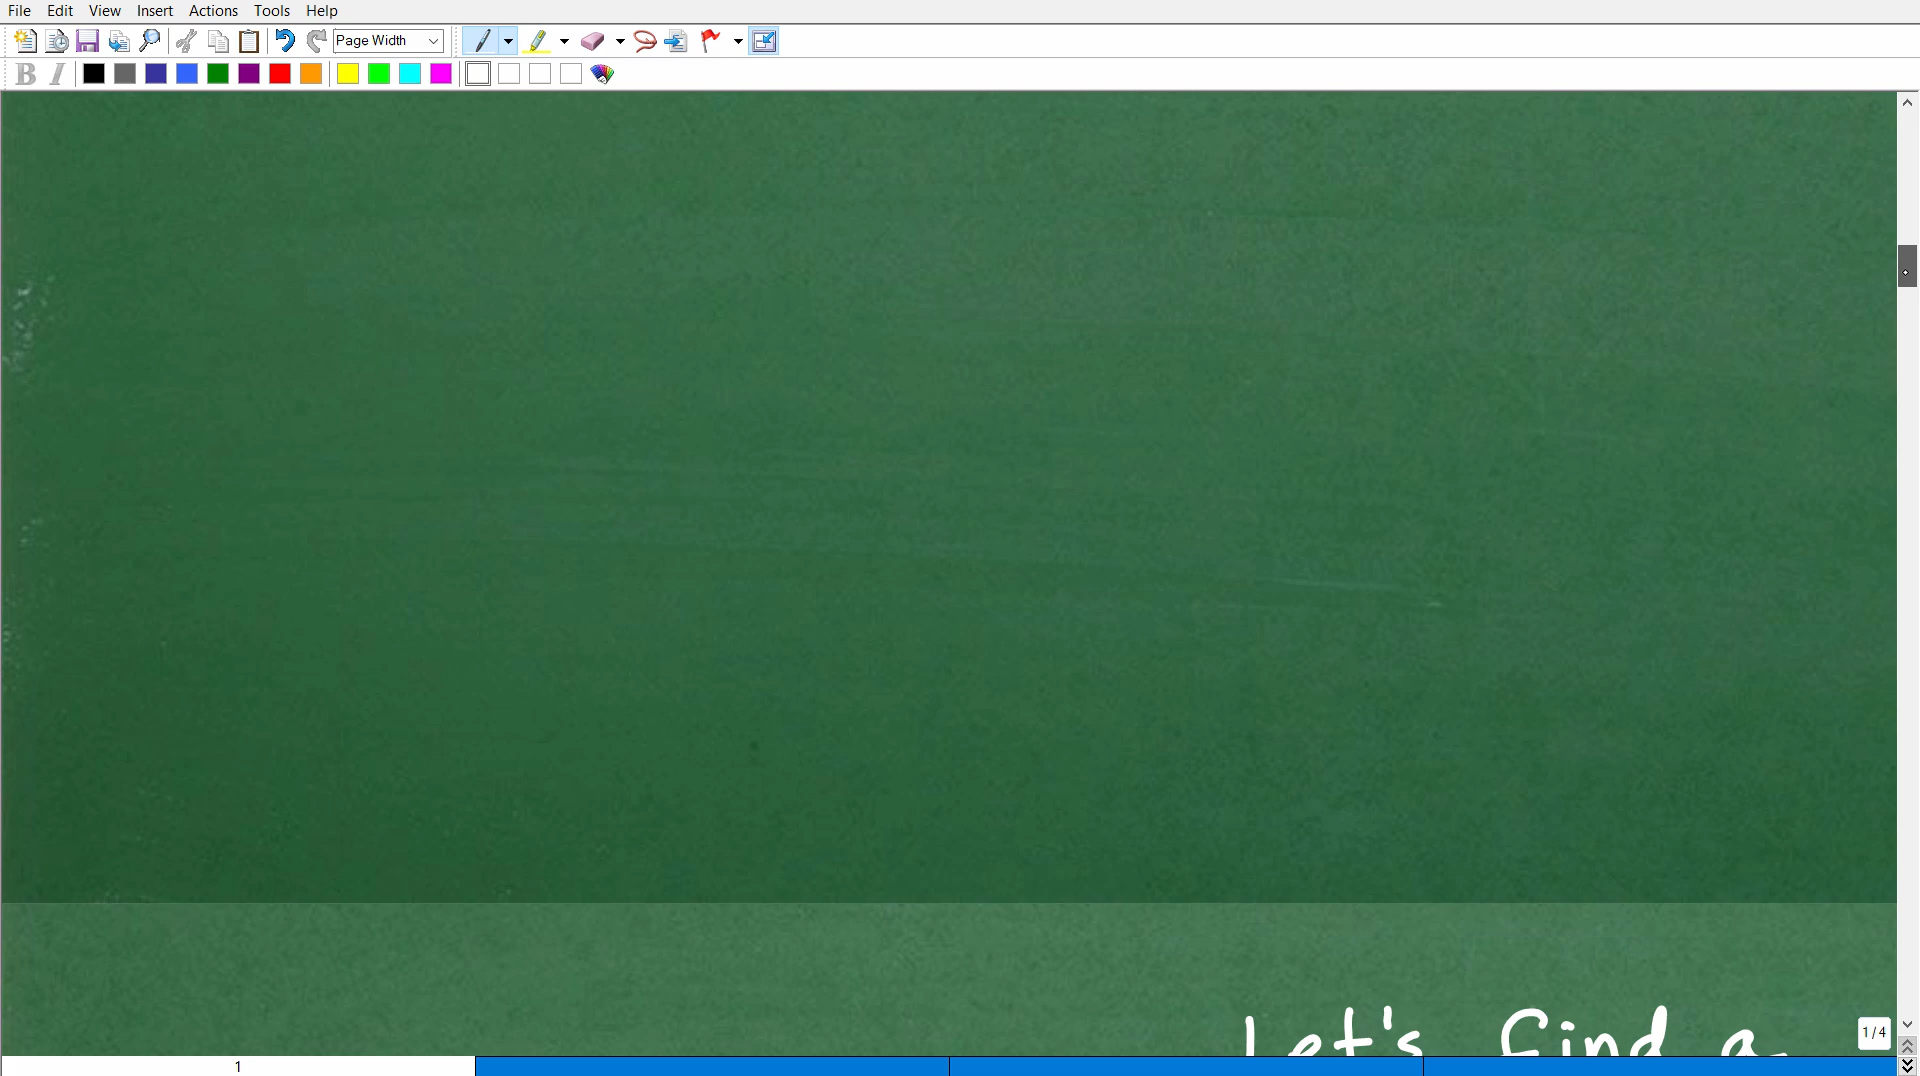 File Edit View Insert Actions Tools Help
Page Width
B I
Let's find a
1/4
1